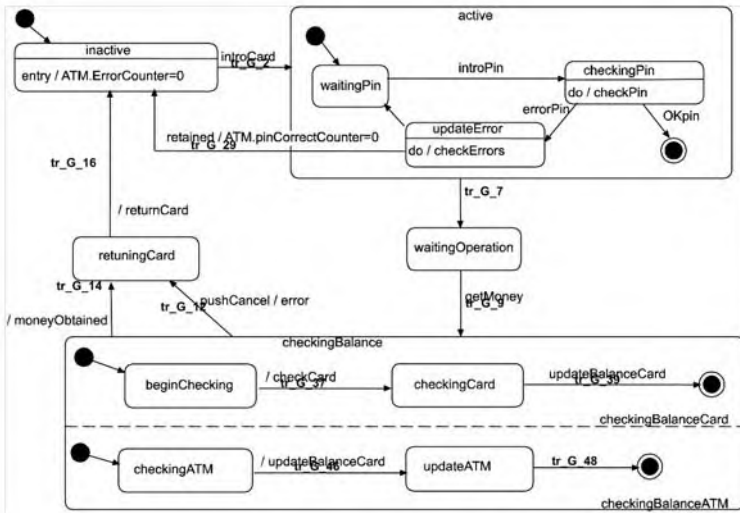 active
inactive
entry / ATM.ErrorCounter=0
introCard
tr_G_2
waitingPin
introPin
checkingPin
do / checkPin
errorPin
OKpin
updateError
do / checkErrors
retained / ATM.pinCorrectCounter=0
tr_G_29
tr_G_16
tr_G_7
/ returnCard
retuningCard
waitingOperation
tr_G_14
tr_G_12
pushCancel / error
getMoney
tr_G_9
/ moneyObtained
checkingBalance
beginChecking
/ checkCard
tr_G_37
checkingCard
updateBalanceCard
tr_G_39
checkingBalanceCard
checkingATM
/ updateBalanceCard
tr_G_46
updateATM
tr_G_48
checkingBalanceATM